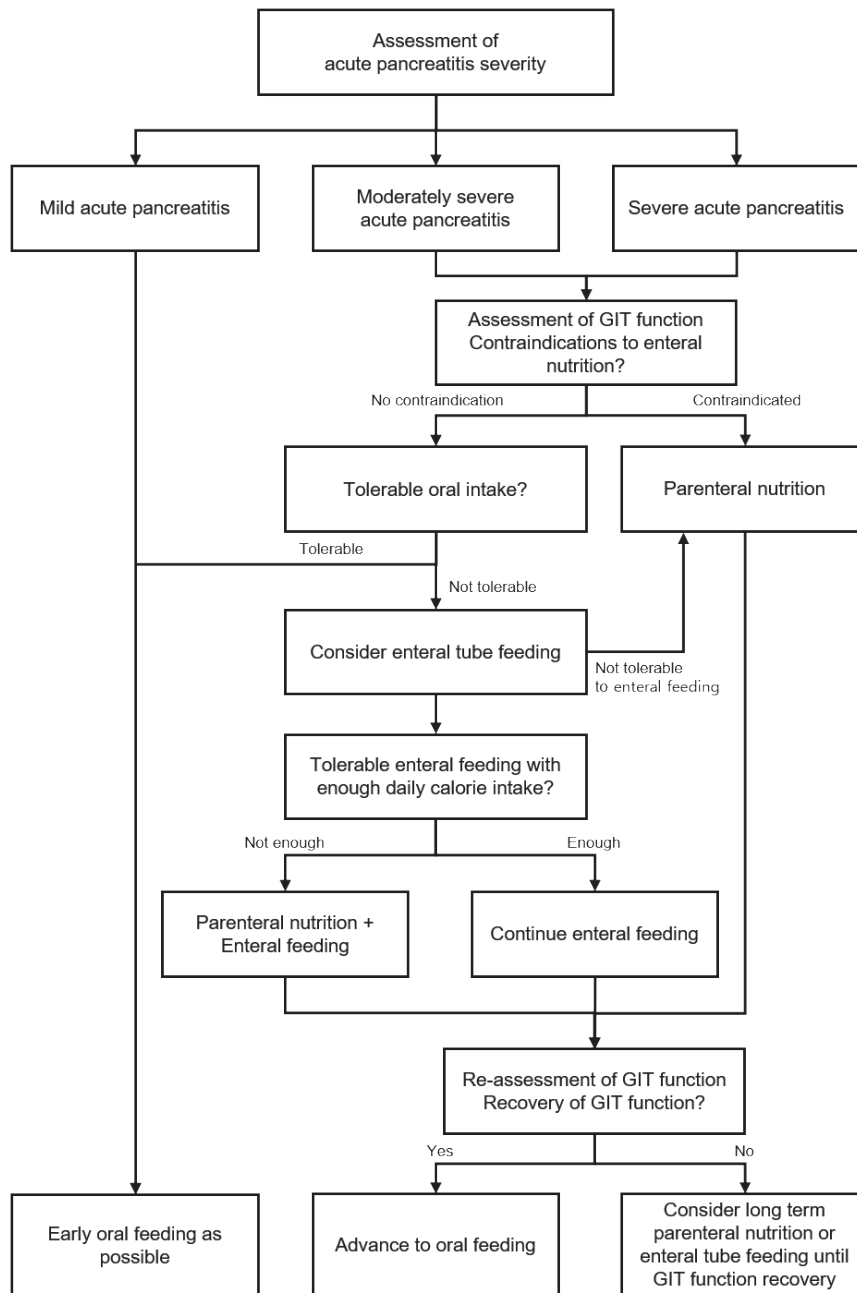 Assessment of
acute pancreatitis severity
Mild acute pancreatitis
Moderately severe
acute pancreatitis
Severe acute pancreatitis
Assessment of GIT function
Contraindications to enteral
nutrition?
No contraindication
Contraindicated
Tolerable oral intake?
Parenteral nutrition
Tolerable
Not tolerable
Consider enteral tube feeding
Not tolerable
to enteral feeding
Tolerable enteral feeding with
enough daily calorie intake?
Not enough
Enough
Parenteral nutrition +
Enteral feeding
Continue enteral feeding
Re-assessment of GIT function
Recovery of GIT function?
Yes
No
Early oral feeding as
possible
Advance to oral feeding
Consider long term
parenteral nutrition or
enteral tube feeding until
GIT function recovery